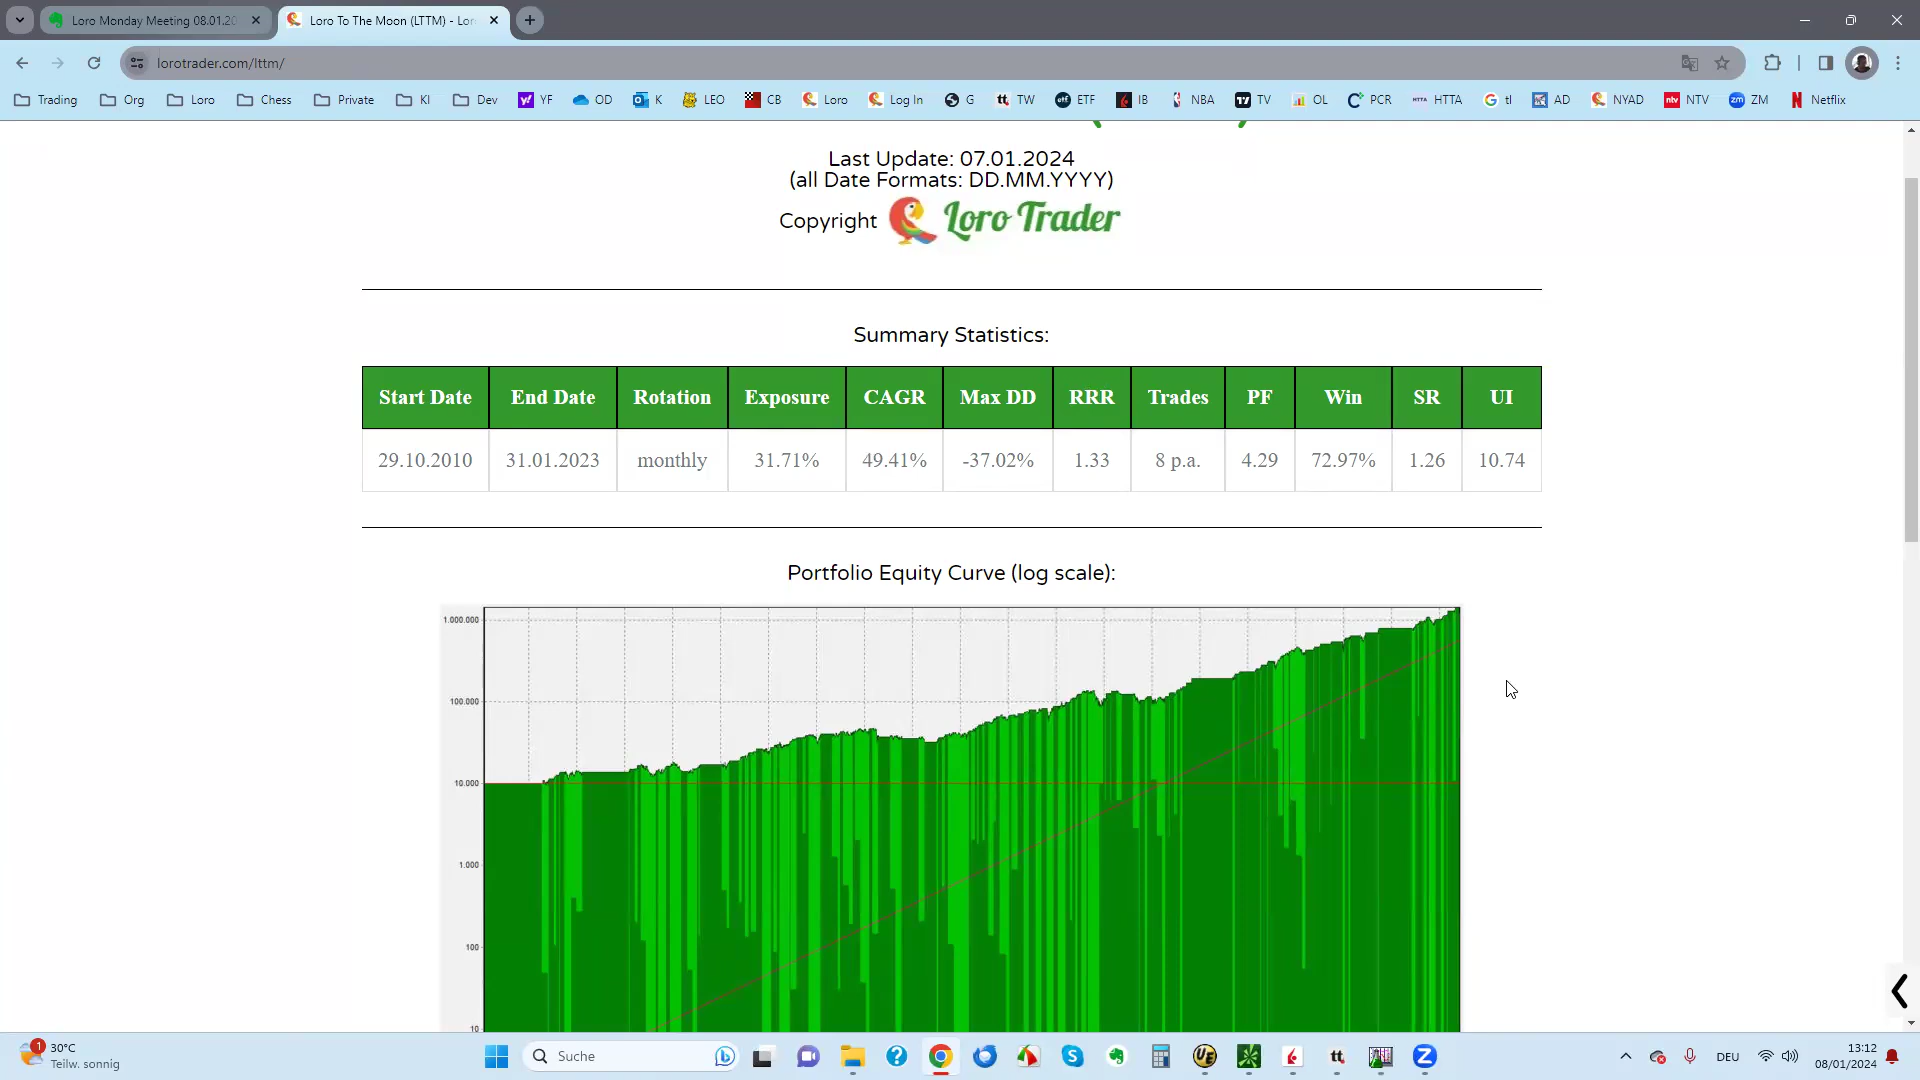 Loro Monday Meeting 08.01.20
Loro To The Moon (LTTM) - Lor
lorotrader.com/lttm/
Trading Org Loro Chess Private KI Dev YF OD K LEO CB Loro Log In G TW ETF IB NBA TV OL PCR HTTA tl AD NYAD NTV ZM Netflix
Last Update: 07.01.2024
(all Date Formats: DD.MM.YYYY)
Copyright Loro Trader
Summary Statistics:
Start Date End Date Rotation Exposure CAGR Max DD RRR Trades PF Win SR UI
29.10.2010 31.01.2023 monthly 31.71% 49.41% -37.02% 1.33 8 p.a. 4.29 72.97% 1.26 10.74
Portfolio Equity Curve (log scale):
1.000.000
100.000
10.000
1.000
100
10
1
30°C
Teilw. sonnig
Suche
DEU
13:12
08/01/2024